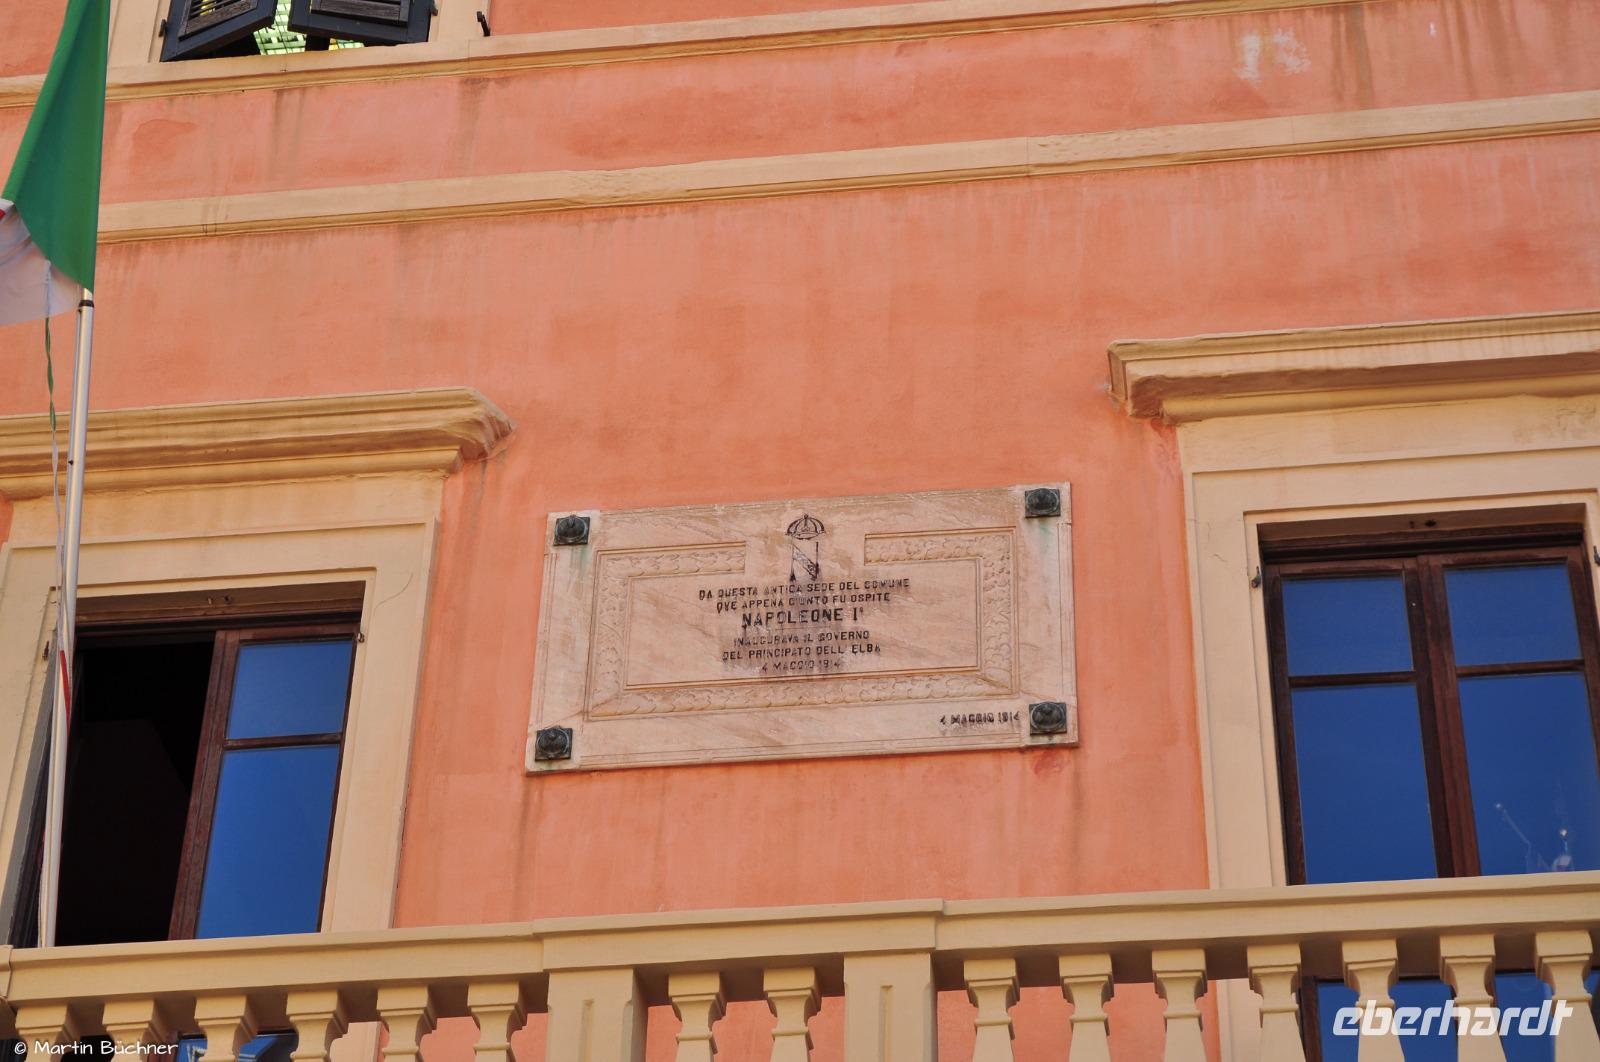 DA QUESTA ANTICA SEDE DEL COMUNE
OVE APPENA GIUNTO FU OSPITE
NAPOLEONE I°
INAUGURAVA IL GOVERNO
DEL PRINCIPATO DELL'ELBA
4 MAGGIO 1914
4 MAGGIO 1914
© Martin Büchner
eberhardt